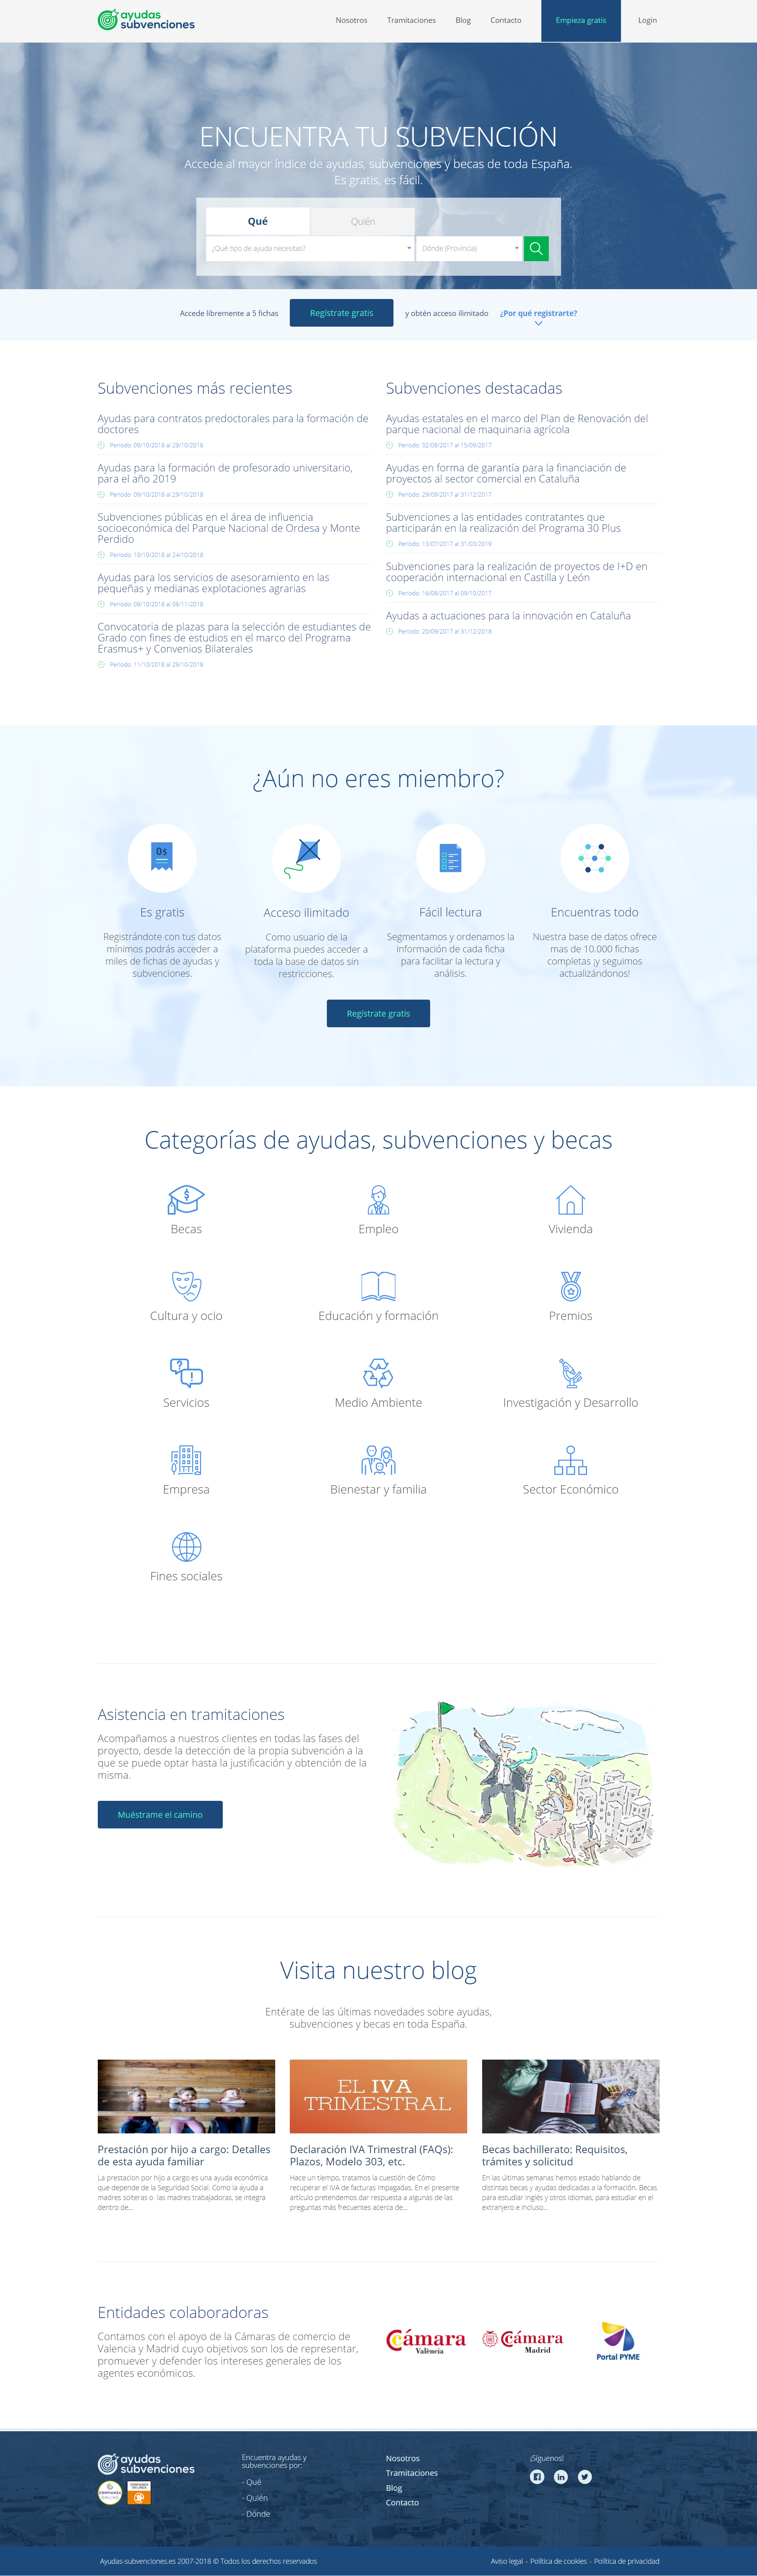 ayudas
subvenciones
Nosotros
Tramitaciones
Blog
Contacto
Empieza gratis
Login
ENCUENTRA TU SUBVENCIÓN
Accede al mayor índice de ayudas, subvenciones y becas de toda España.
Es gratis, es fácil.
Qué
Quién
¿Qué tipo de ayuda necesitas?
Dónde (Provincia)
Accede libremente a 5 fichas
Regístrate gratis
y obtén acceso ilimitado
¿Por qué registrarte?
Subvenciones más recientes
Ayudas para contratos predoctorales para la formación de
doctores
Período: 09/10/2018 al 29/10/2018
Ayudas para la formación de profesorado universitario,
para el año 2019
Período: 09/10/2018 al 29/10/2018
Subvenciones públicas en el área de influencia
socioeconómica del Parque Nacional de Ordesa y Monte
Perdido
Período: 10/10/2018 al 24/10/2018
Ayudas para los servicios de asesoramiento en las
pequeñas y medianas explotaciones agrarias
Período: 09/10/2018 al 08/11/2018
Convocatoria de plazas para la selección de estudiantes de
Grado con fines de estudios en el marco del Programa
Erasmus+ y Convenios Bilaterales
Período: 11/10/2018 al 29/10/2018
Subvenciones destacadas
Ayudas estatales en el marco del Plan de Renovación del
parque nacional de maquinaria agrícola
Período: 02/08/2017 al 15/09/2017
Ayudas en forma de garantía para la financiación de
proyectos al sector comercial en Cataluña
Período: 29/09/2017 al 31/12/2017
Subvenciones a las entidades contratantes que
participarán en la realización del Programa 30 Plus
Período: 13/07/2017 al 31/03/2019
Subvenciones para la realización de proyectos de I+D en
cooperación internacional en Castilla y León
Período: 16/08/2017 al 09/10/2017
Ayudas a actuaciones para la innovación en Cataluña
Período: 20/09/2017 al 31/12/2018
¿Aún no eres miembro?
0$
Es gratis
Registrándote con tus datos
mínimos podrás acceder a
miles de fichas de ayudas y
subvenciones.
Acceso ilimitado
Como usuario de la
plataforma puedes acceder a
toda la base de datos sin
restricciones.
Fácil lectura
Segmentamos y ordenamos la
información de cada ficha
para facilitar la lectura y
análisis.
Encuentras todo
Nuestra base de datos ofrece
mas de 10.000 fichas
completas ¡y seguimos
actualizándonos!
Regístrate gratis
Categorías de ayudas, subvenciones y becas
Becas
Empleo
Vivienda
Cultura y ocio
Educación y formación
Premios
Servicios
Medio Ambiente
Investigación y Desarrollo
Empresa
Bienestar y familia
Sector Económico
Fines sociales
Asistencia en tramitaciones
Acompañamos a nuestros clientes en todas las fases del
proyecto, desde la detección de la propia subvención a la
que se puede optar hasta la justificación y obtención de la
misma.
Muéstrame el camino
Visita nuestro blog
Entérate de las últimas novedades sobre ayudas,
subvenciones y becas en toda España.
EL IVA
TRIMESTRAL
Prestación por hijo a cargo: Detalles
de esta ayuda familiar
La prestacion por hijo a cargo es una ayuda económica
que depende de la Seguridad Social. Como la ayuda a
madres solteras o las madres trabajadoras, se integra
dentro de...
Declaración IVA Trimestral (FAQs):
Plazos, Modelo 303, etc.
Hace un tiempo, tratamos la cuestión de Cómo
recuperar el IVA de facturas impagadas. En el presente
artículo pretendemos dar respuesta a algunas de las
preguntas más frecuentes acerca de...
Becas bachillerato: Requisitos,
trámites y solicitud
En las últimas semanas hemos estado hablando de
distintas becas y ayudas dedicadas a la formación. Becas
para estudiar inglés y otros idiomas, para estudiar en el
extranjero e incluso...
Entidades colaboradoras
Contamos con el apoyo de la Cámaras de comercio de
Valencia y Madrid cuyo objetivos son los de representar,
promuever y defender los intereses generales de los
agentes económicos.
Cámara
València
Cámara
Madrid
Portal PYME
ayudas
subvenciones
CONFIANZA
EN LÍNEA
Encuentra ayudas y
subvenciones por:
- Qué
- Quién
- Dónde
Nosotros
Tramitaciones
Blog
Contacto
¡Síguenos!
Ayudas-subvenciones.es 2007-2018 © Todos los derechos reservados
Aviso legal - Política de cookies - Política de privacidad